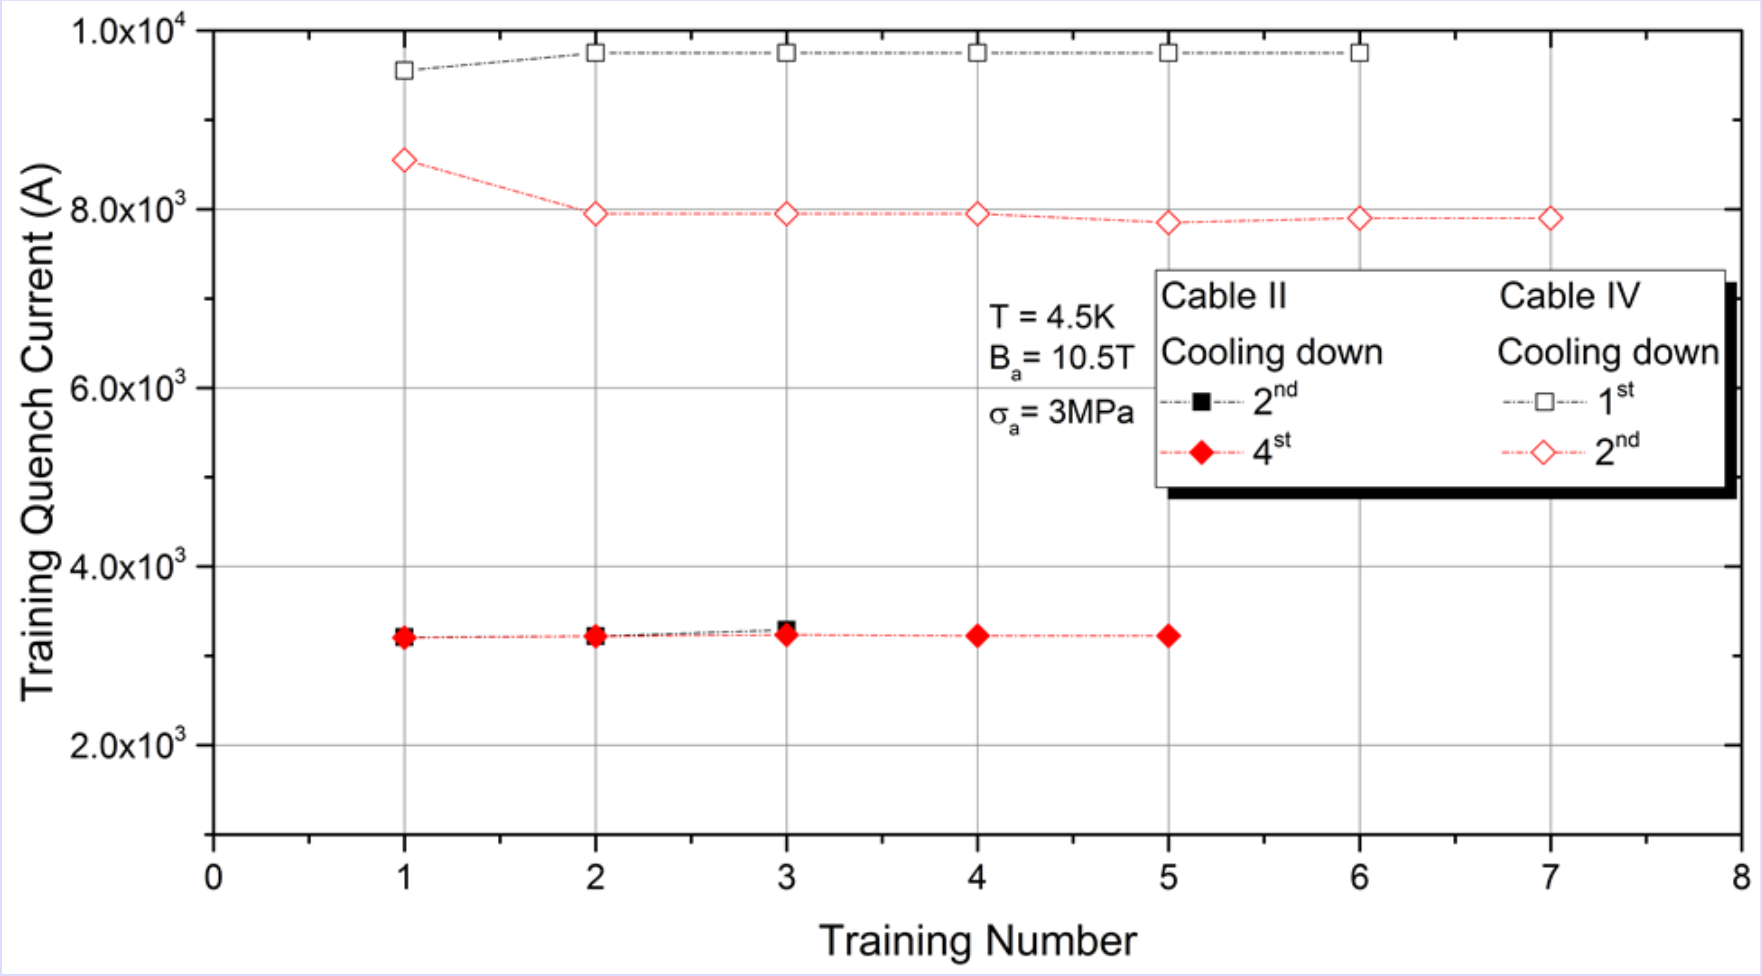 Training Quench Current (A)
1.0x10⁴
8.0x10³
6.0x10³
4.0x10³
2.0x10³
T = 4.5K
Bₐ= 10.5T
σₐ= 3MPa
Cable II Cable IV
Cooling down Cooling down
2ⁿᵈ 1ˢᵗ
4ˢᵗ 2ⁿᵈ
0 1 2 3 4 5 6 7 8
Training Number